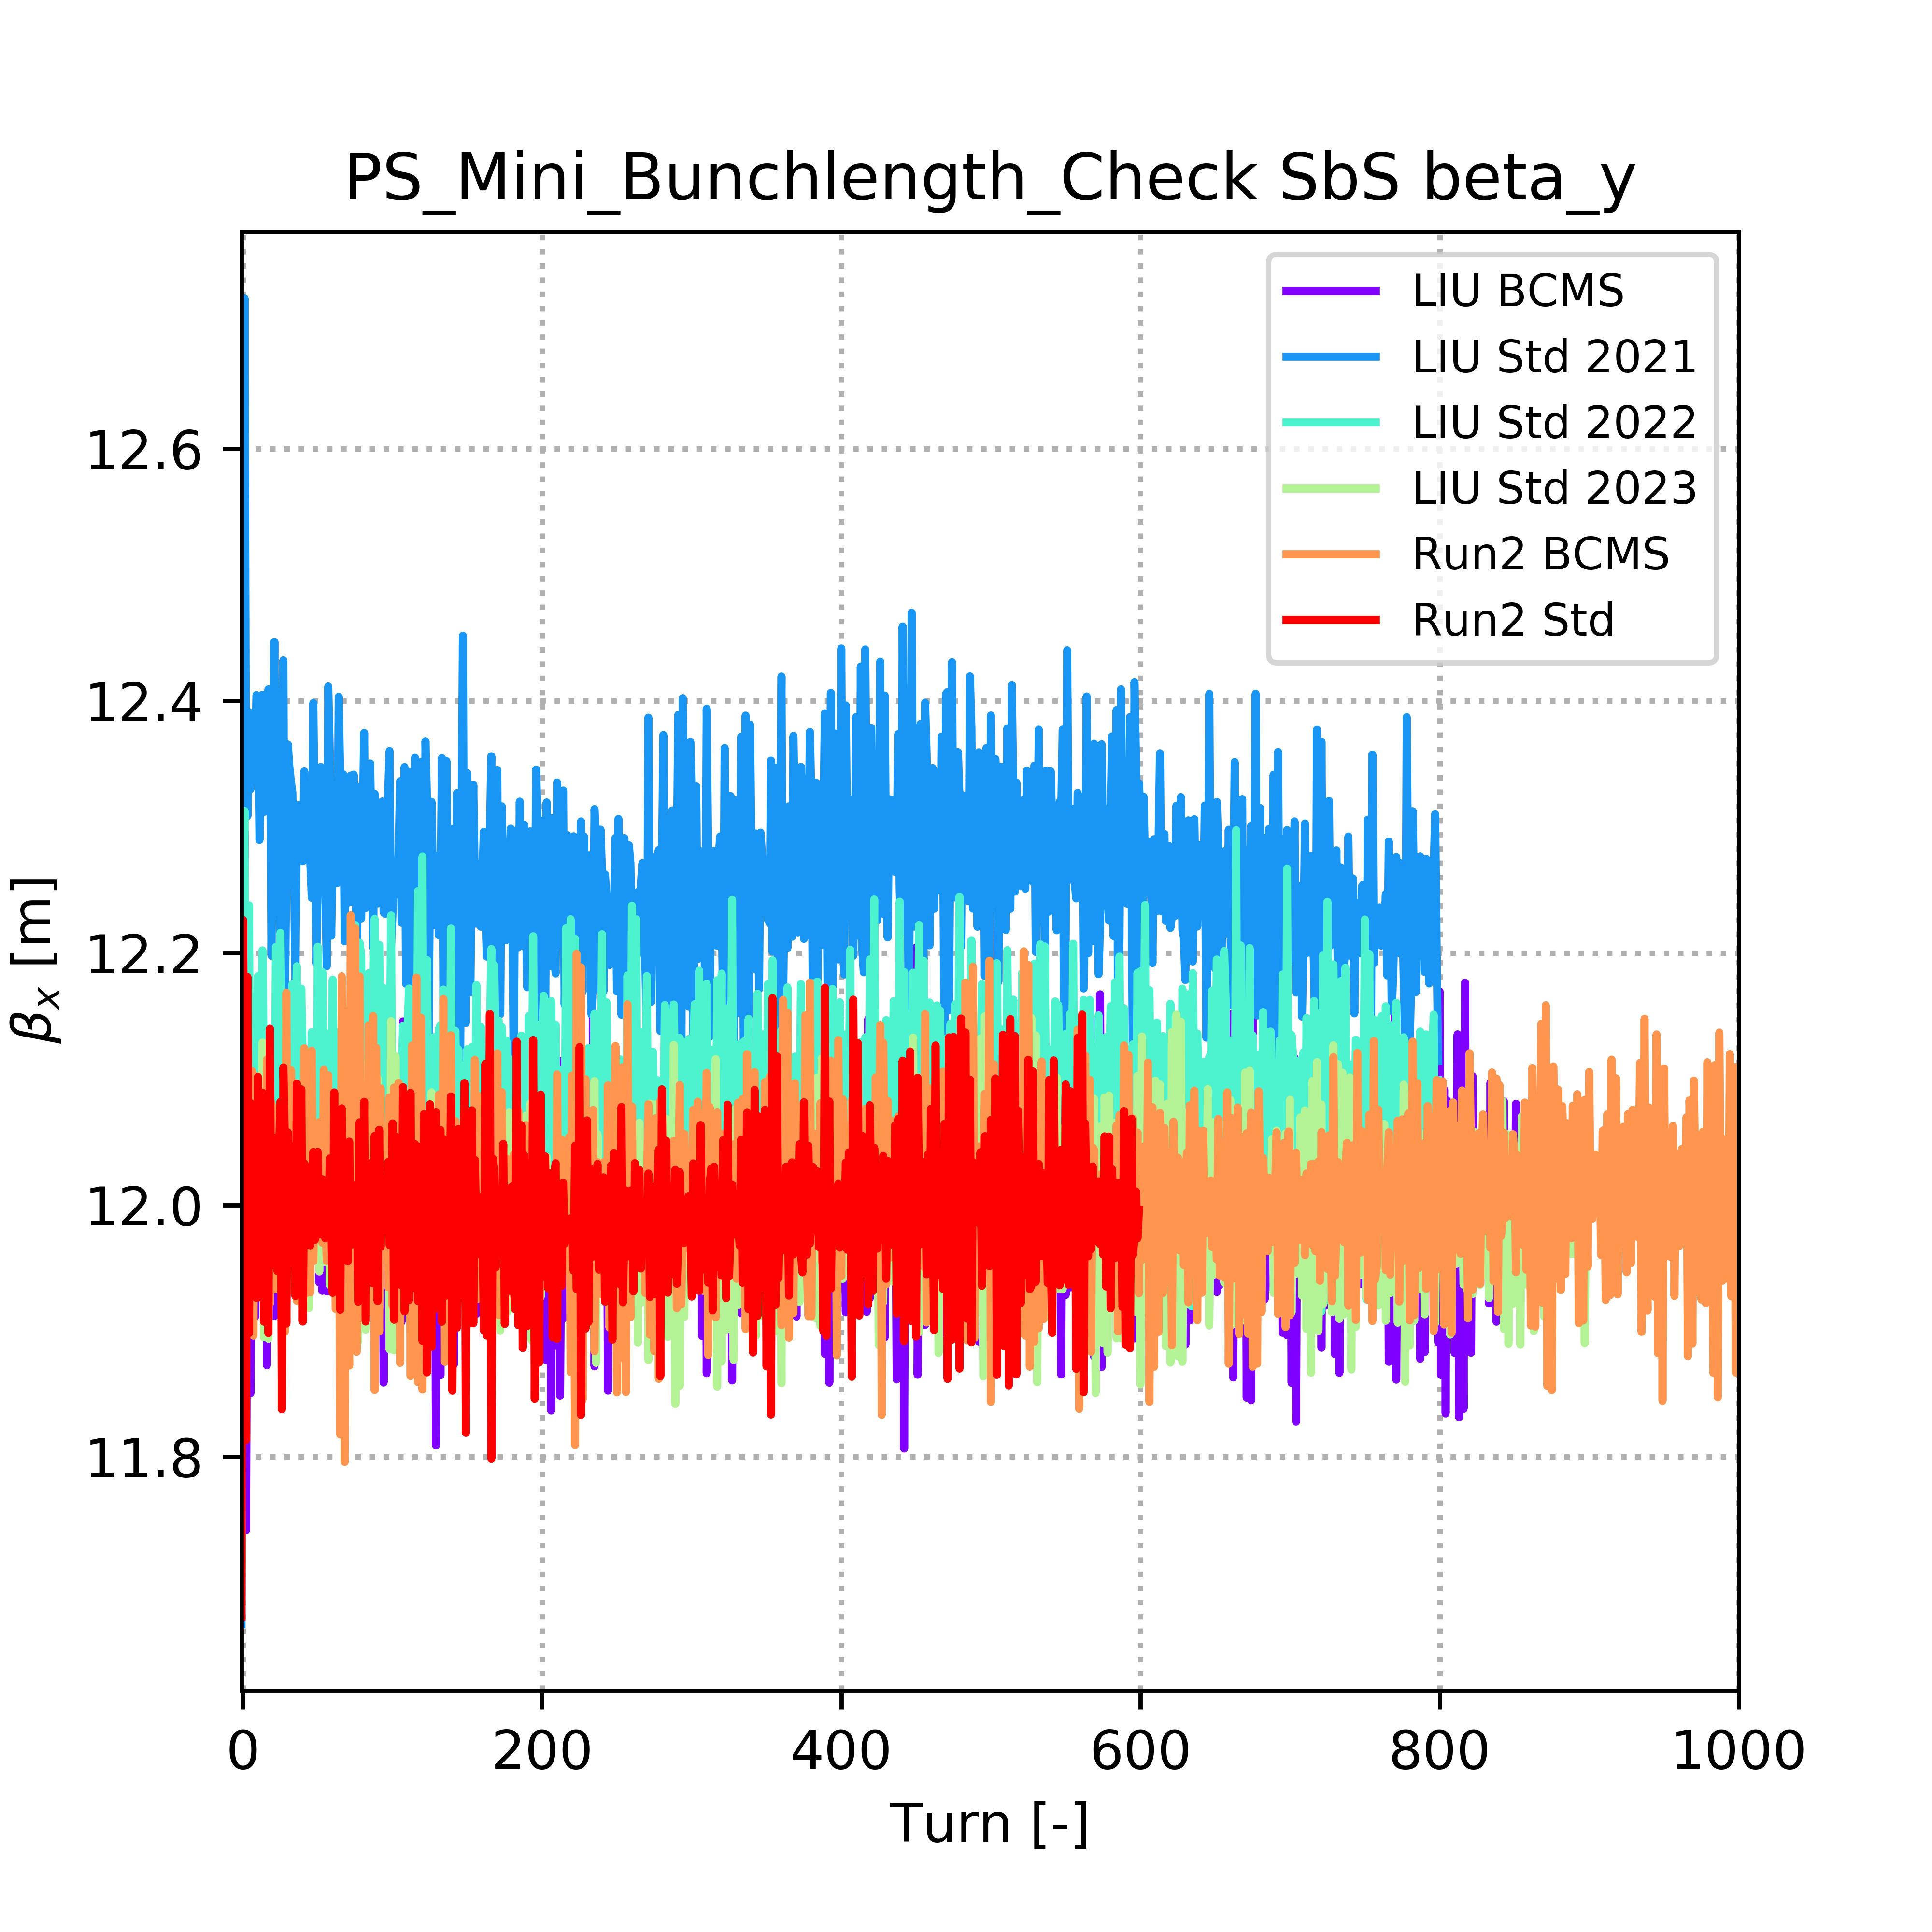 PS_Mini_Bunchlength_Check SbS beta_y
LIU BCMS
LIU Std 2021
LIU Std 2022
LIU Std 2023
Run2 BCMS
Run2 Std
12.6
12.4
12.2
12.0
11.8
βx [m]
0 200 400 600 800 1000
Turn [-]